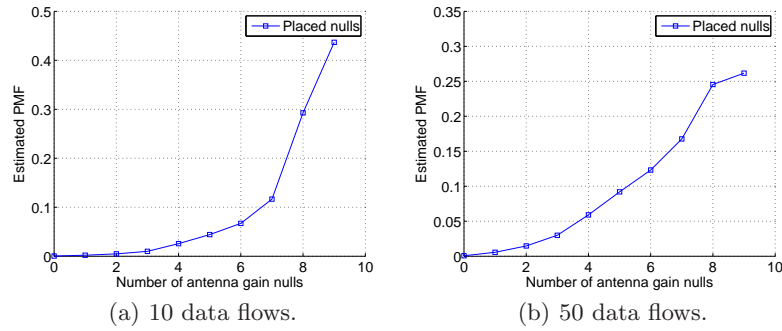 Estimated PMF
0.5
0.4
0.3
0.2
0.1
0
0 2 4 6 8 10
Number of antenna gain nulls
Placed nulls
(a) 10 data flows.
Estimated PMF
0.35
0.3
0.25
0.2
0.15
0.1
0.05
0
0 2 4 6 8 10
Number of antenna gain nulls
Placed nulls
(b) 50 data flows.